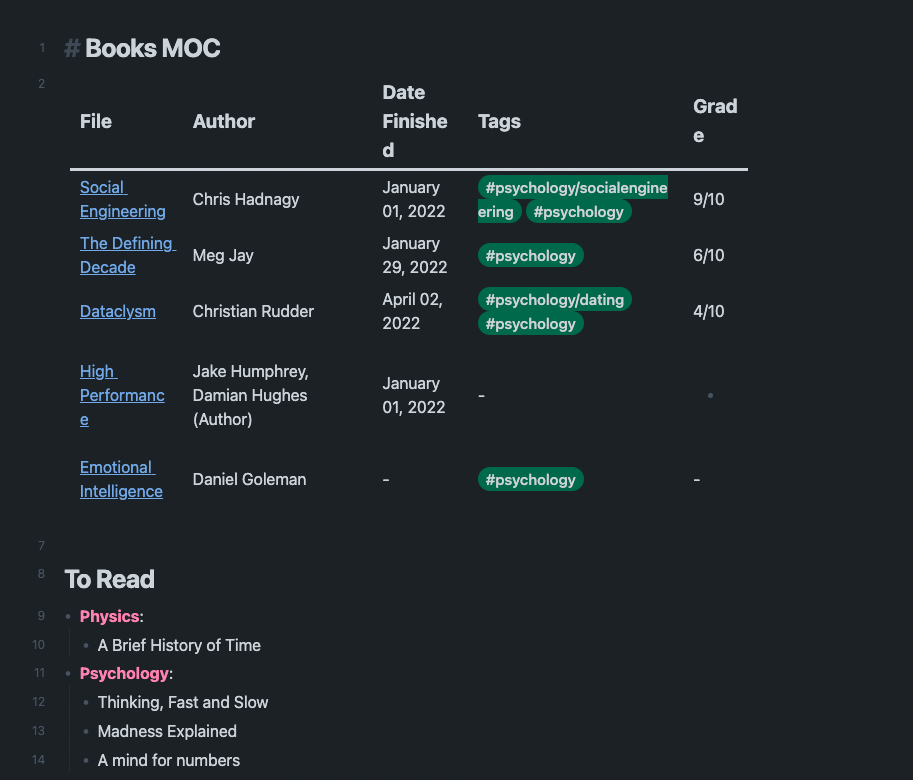 1 # Books MOC
2
File Author Date Finished Tags Grade
Social Engineering Chris Hadnagy January 01, 2022 #psychology/socialengineering #psychology 9/10
The Defining Decade Meg Jay January 29, 2022 #psychology 6/10
Dataclysm Christian Rudder April 02, 2022 #psychology/dating #psychology 4/10
High Performance Jake Humphrey, Damian Hughes (Author) January 01, 2022 - •
Emotional Intelligence Daniel Goleman - #psychology -
7
8 To Read
9 • Physics:
10 • A Brief History of Time
11 • Psychology:
12 • Thinking, Fast and Slow
13 • Madness Explained
14 • A mind for numbers